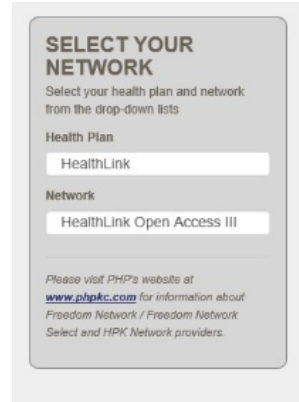 SELECT YOUR
NETWORK
Select your health plan and network
from the drop-down lists
Health Plan
HealthLink
Network
HealthLink Open Access III
Please visit PHP's website at
www.phpkc.com for information about
Freedom Network / Freedom Network
Select and HPK Network providers.